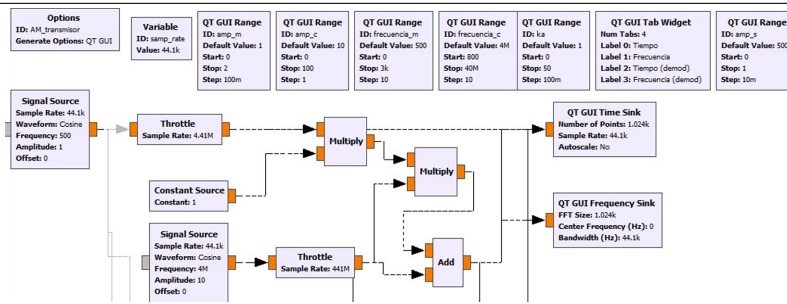 Options
ID: AM_transmisor
Generate Options: QT GUI
Variable
ID: samp_rate
Value: 44.1k
QT GUI Range
ID: amp_m
Default Value: 1
Start: 0
Stop: 2
Step: 100m
QT GUI Range
ID: amp_c
Default Value: 10
Start: 0
Stop: 100
Step: 1
QT GUI Range
ID: frecuencia_m
Default Value: 500
Start: 0
Stop: 3k
Step: 10
QT GUI Range
ID: frecuencia_c
Default Value: 4M
Start: 800
Stop: 40M
Step: 10
QT GUI Range
ID: ka
Default Value: 1
Start: 0
Stop: 50
Step: 100m
QT GUI Tab Widget
Num Tabs: 4
Label 0: Tiempo
Label 1: Frecuencia
Label 2: Tiempo (demod)
Label 3: Frecuencia (demod)
QT GUI Range
ID: amp_s
Default Value: 500
Start: 0
Stop: 1
Step: 10m
Signal Source
Sample Rate: 44.1k
Waveform: Cosine
Frequency: 500
Amplitude: 1
Offset: 0
Throttle
Sample Rate: 4.41M
Multiply
Constant Source
Constant: 1
Multiply
QT GUI Time Sink
Number of Points: 1.024k
Sample Rate: 44.1k
Autoscale: No
Signal Source
Sample Rate: 44.1k
Waveform: Cosine
Frequency: 4M
Amplitude: 10
Offset: 0
Throttle
Sample Rate: 441M
Add
QT GUI Frequency Sink
FFT Size: 1.024k
Center Frequency (Hz): 0
Bandwidth (Hz): 44.1k